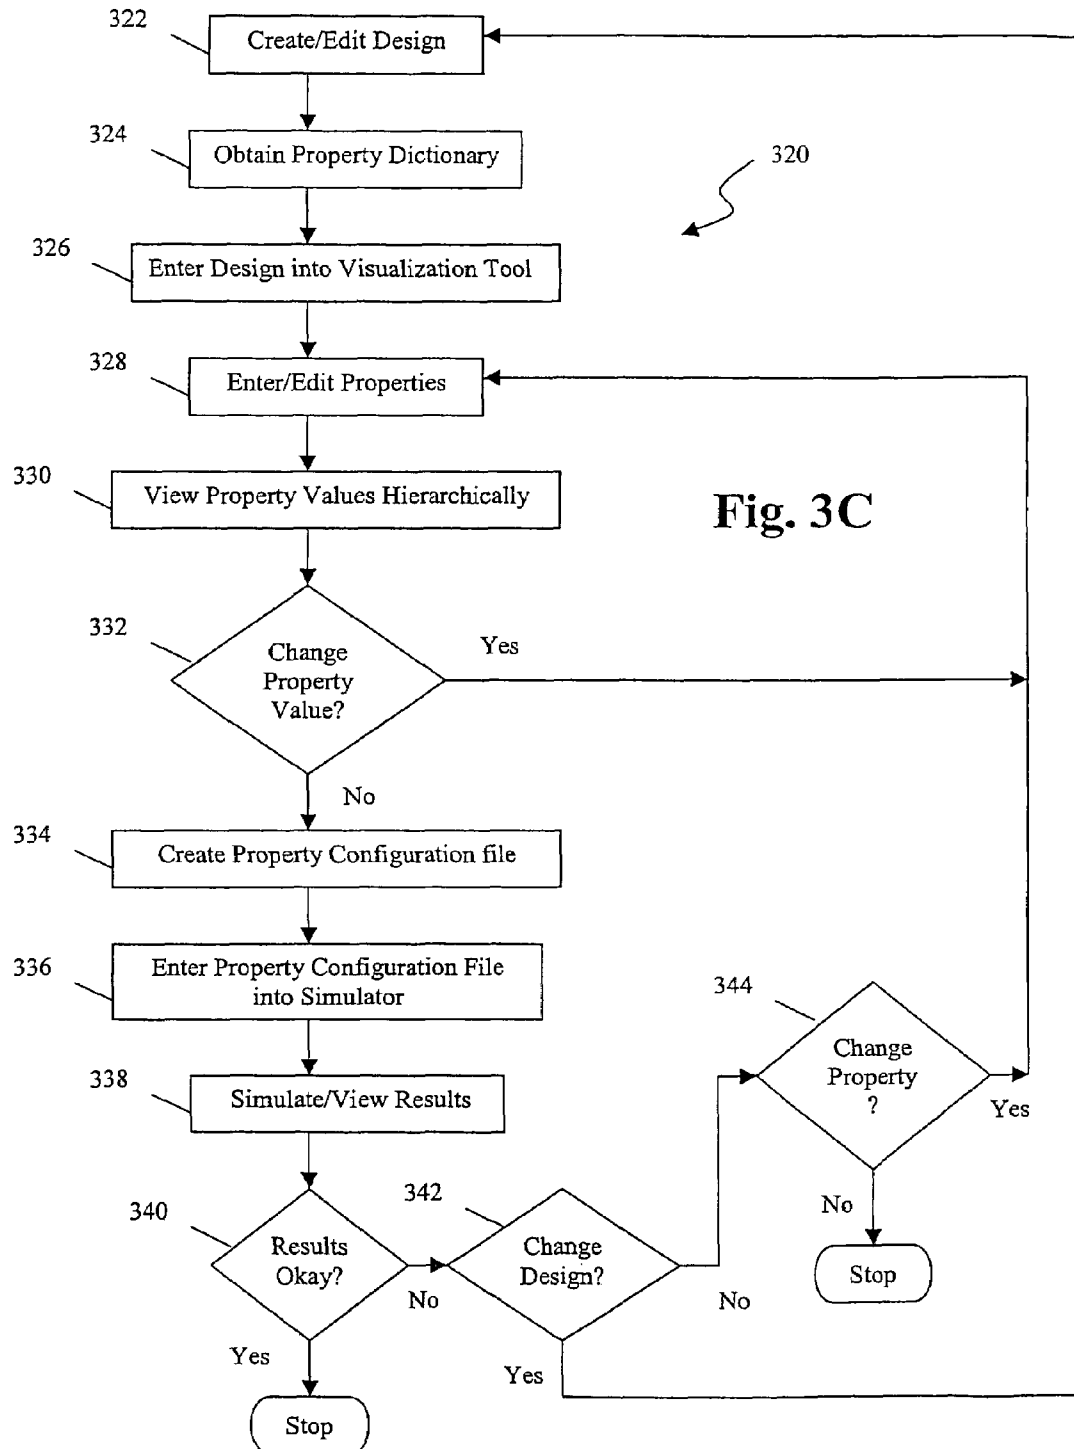 322
Create/Edit Design
324
Obtain Property Dictionary
320
326
Enter Design into Visualization Tool
328
Enter/Edit Properties
330
View Property Values Hierarchically
Fig. 3C
332
Change
Property
Value?
Yes
No
334
Create Property Configuration file
336
Enter Property Configuration File
into Simulator
344
Change
Property
?
Yes
338
Simulate/View Results
No
Stop
340
Results
Okay?
No
342
Change
Design?
No
Yes
Yes
Stop